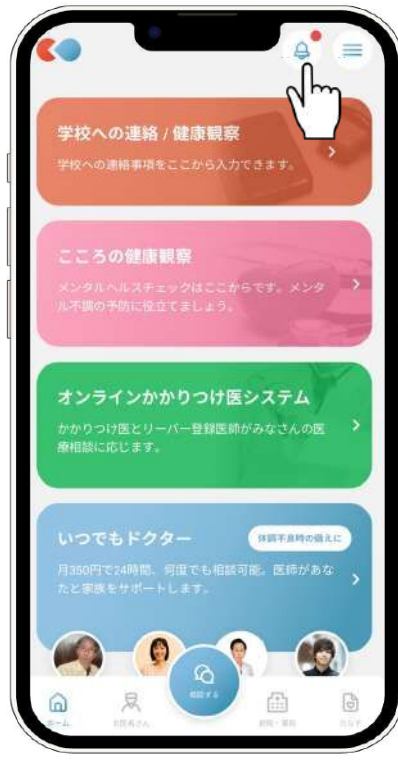 学校への連絡 / 健康観察
学校への連絡事項をここから入力できます。
こころの健康観察
メンタルヘルスチェックはここからです。メンタ
ル不調の予防に役立てましょう。
オンラインかかりつけ医システム
かかりつけ医とリーバー登録医師がみなさんの医
療相談に応じます。
いつでもドクター
体調不良時の備えに
月350円で24時間、何度でも相談可能。医師があな
たと家族をサポートします。
相談する
ホーム
お医者さん